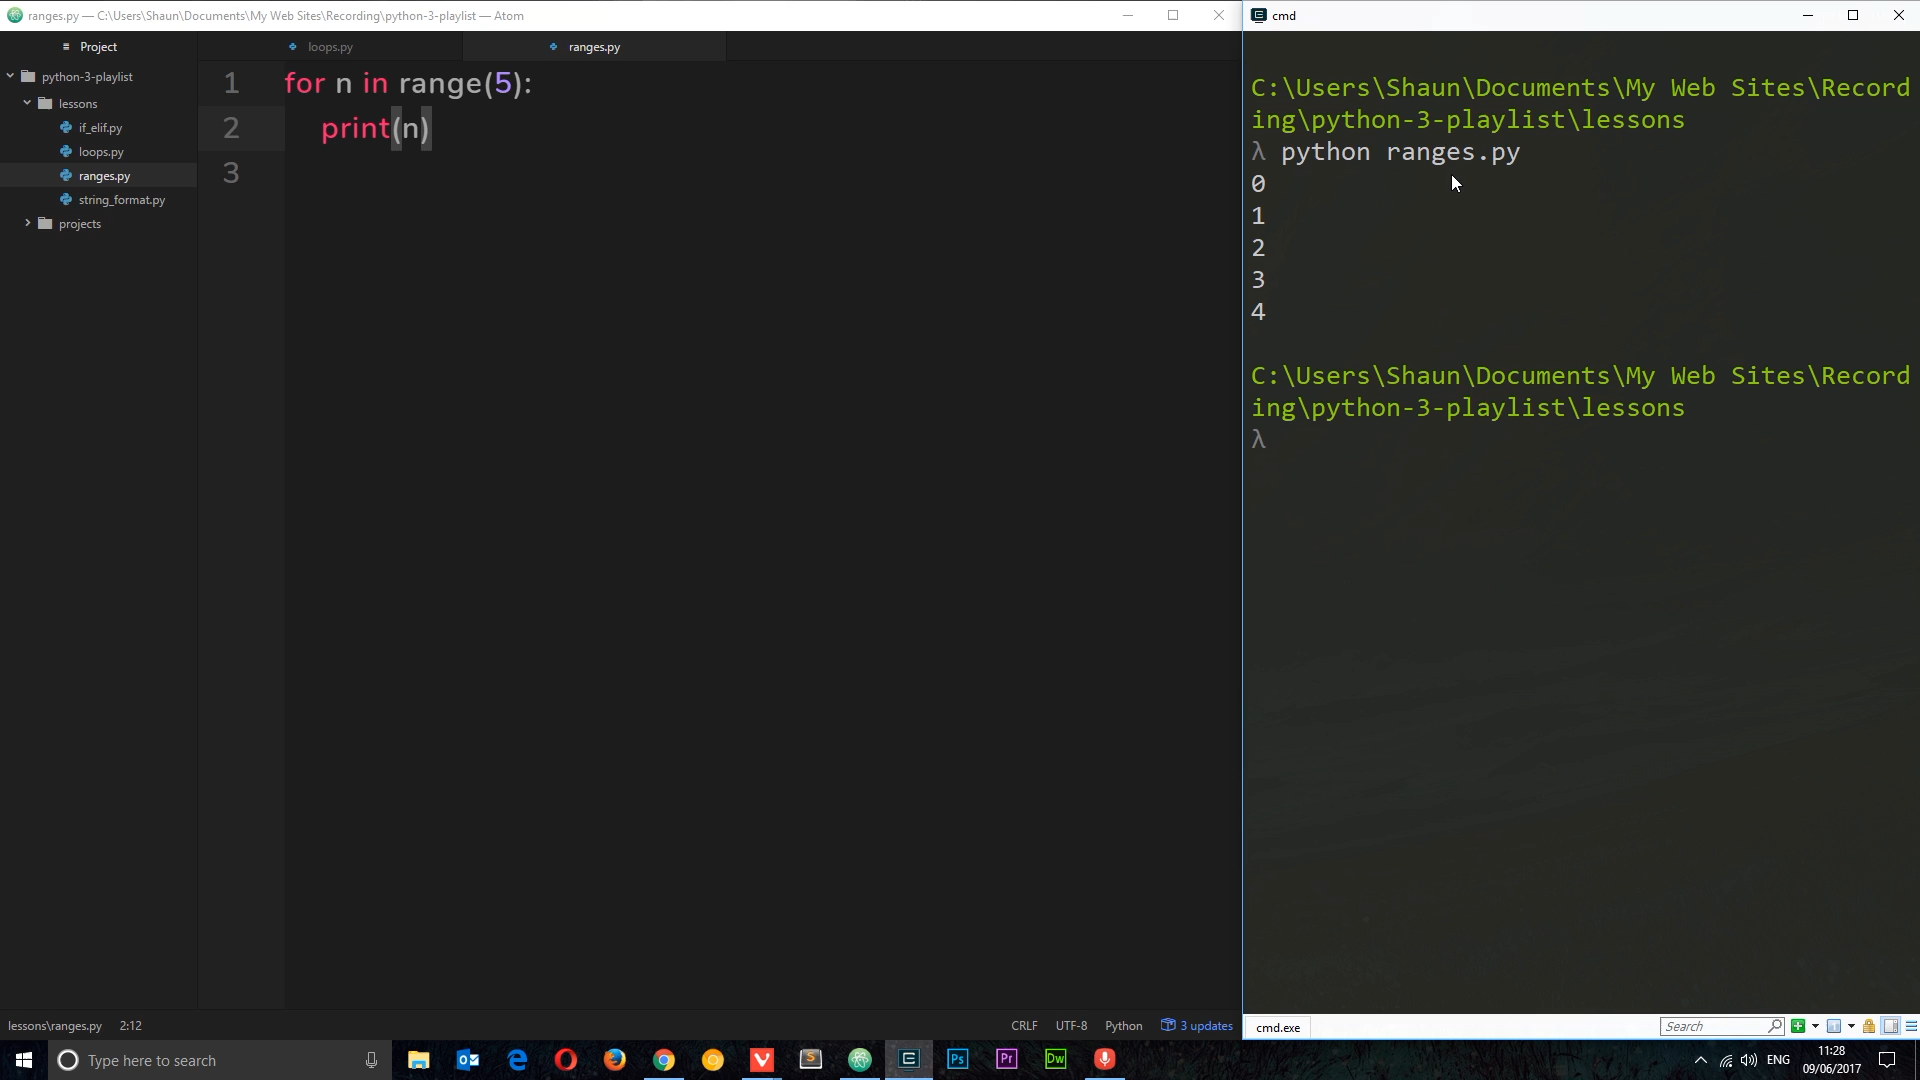 ranges.py — C:\Users\Shaun\Documents\My Web Sites\Recording\python-3-playlist — Atom
Project
python-3-playlist
lessons
if_elif.py
loops.py
ranges.py
string_format.py
projects
loops.py
ranges.py
1 for n in range(5):
2 print(n)
3
lessons\ranges.py 2:12
CRLF UTF-8 Python 3 updates
cmd
C:\Users\Shaun\Documents\My Web Sites\Record
ing\python-3-playlist\lessons
λ python ranges.py
0
1
2
3
4
C:\Users\Shaun\Documents\My Web Sites\Record
ing\python-3-playlist\lessons
λ
cmd.exe
Search
Type here to search
Ps
Pr
Dw
ENG
11:28
09/06/2017